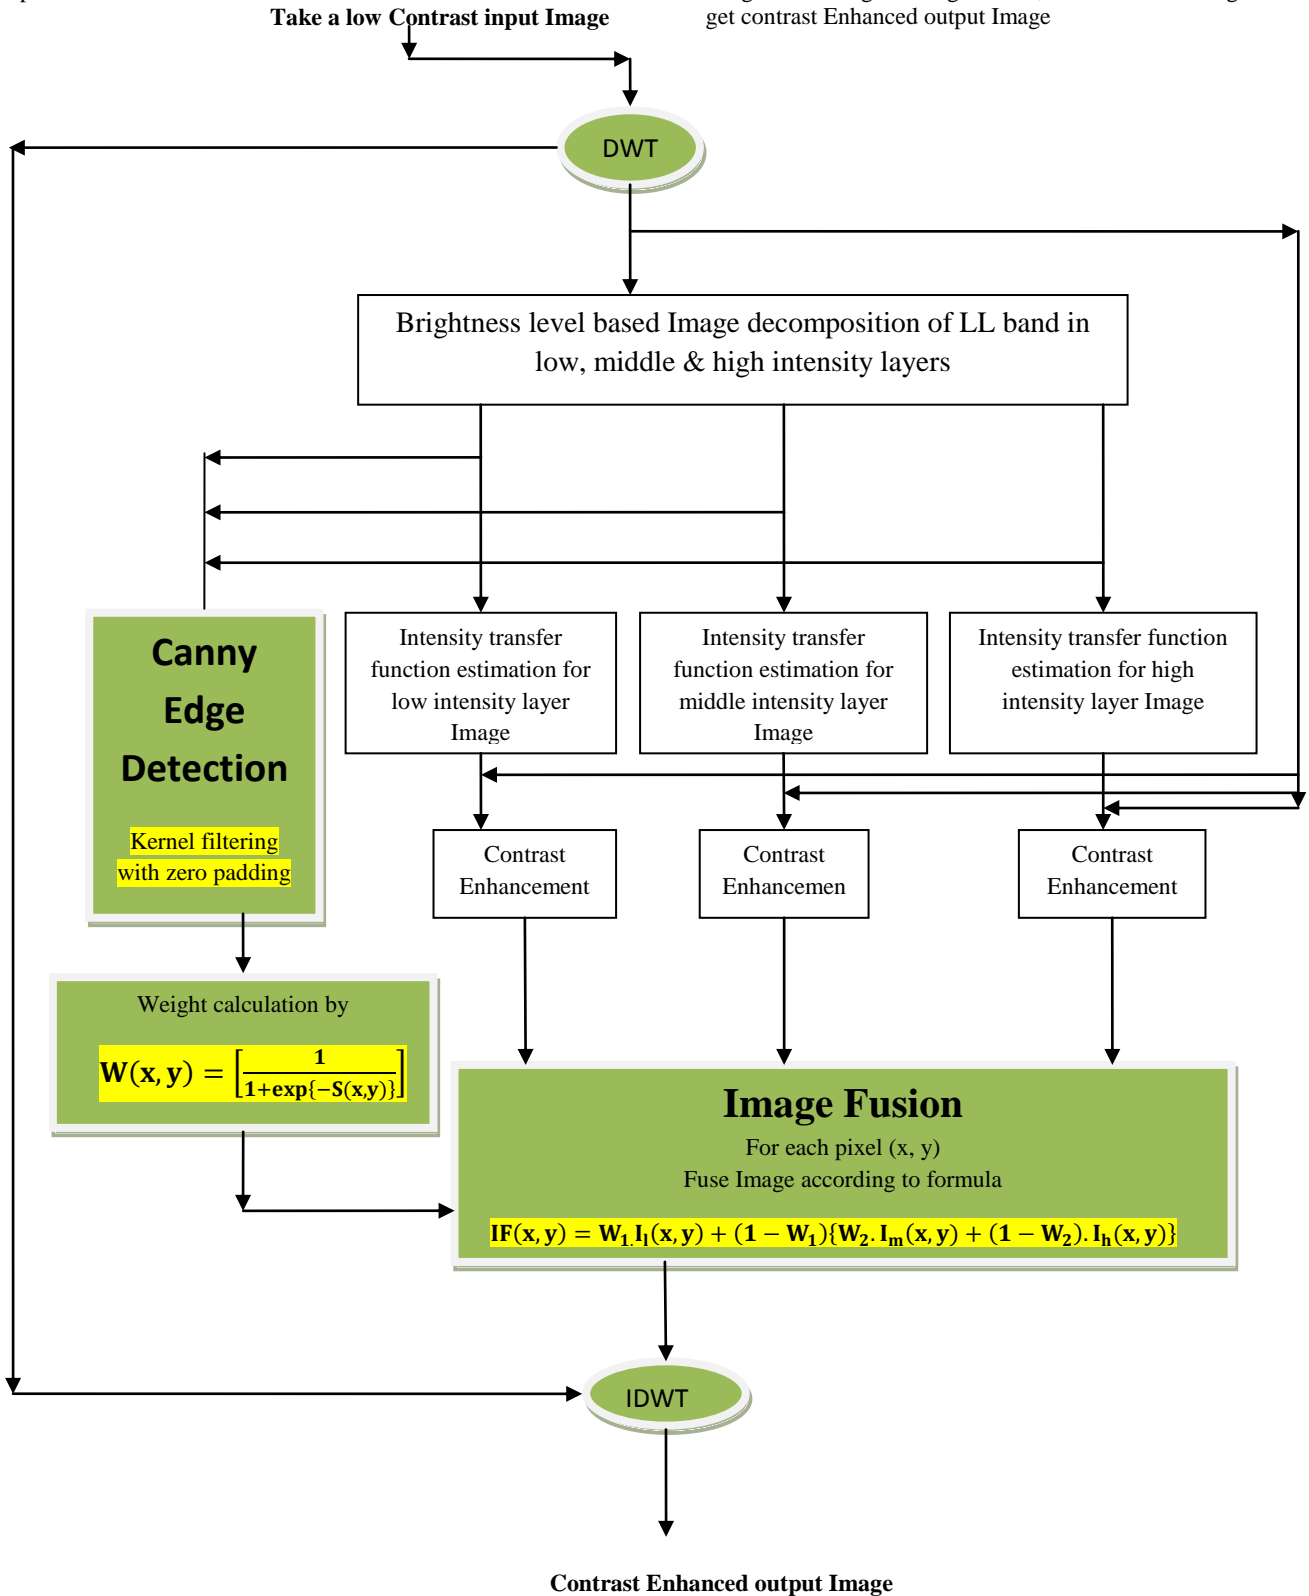 Take a low Contrast input Image
get contrast Enhanced output Image
DWT
Brightness level based Image decomposition of LL band in
low, middle & high intensity layers
Canny
Edge
Detection
Kernel filtering
with zero padding
Intensity transfer
function estimation for
low intensity layer
Image
Intensity transfer
function estimation for
middle intensity layer
Image
Intensity transfer function
estimation for high
intensity layer Image
Contrast
Enhancement
Contrast
Enhancemen
Contrast
Enhancement
Weight calculation by
W(x, y) = [1 / 1+exp{−S(x,y)}]
Image Fusion
For each pixel (x, y)
Fuse Image according to formula
IF(x, y) = W₁.Iₗ(x, y) + (1 − W₁){W₂. Iₘ(x, y) + (1 − W₂). Iₕ(x, y)}
IDWT
Contrast Enhanced output Image